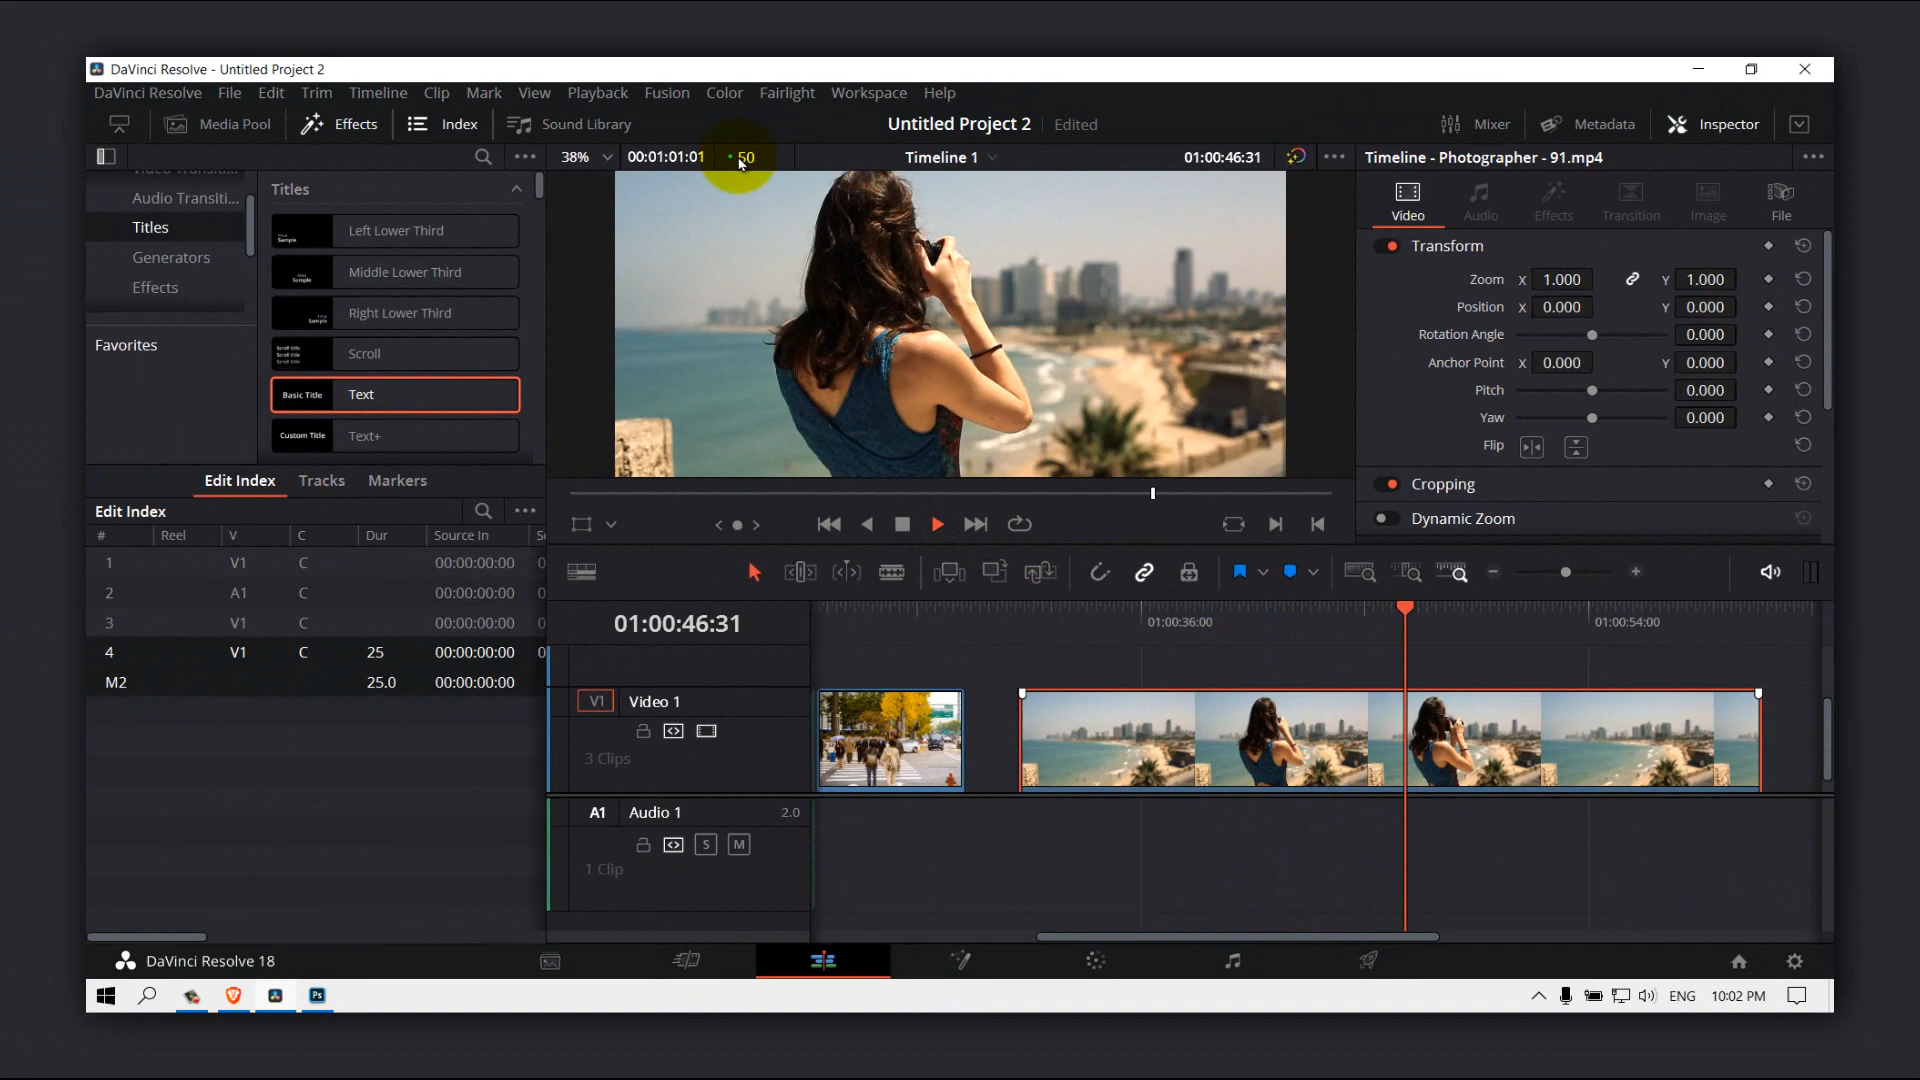 DaVinci Resolve - Untitled Project 2
DaVinci Resolve File Edit Trim Timeline Clip Mark View Playback Fusion Color Fairlight Workspace Help
Media Pool Effects Index Sound Library Untitled Project 2 Edited Mixer Metadata Inspector
38% 00:01:01:01 50 Timeline 1 01:00:46:31 Timeline - Photographer - 91.mp4
Audio Transiti...
Titles
Generators
Effects
Favorites
Titles
Left Lower Third
Middle Lower Third
Right Lower Third
Scroll
Basic Title Text
Custom Title Text+
Video Audio Effects Transition Image File
Transform
Zoom X 1.000 Y 1.000
Position X 0.000 Y 0.000
Rotation Angle 0.000
Anchor Point X 0.000 Y 0.000
Pitch 0.000
Yaw 0.000
Flip
Cropping
Dynamic Zoom
Edit Index Tracks Markers
Edit Index
# Reel V C Dur Source In
1 V1 C 00:00:00:00
2 A1 C 00:00:00:00
3 V1 C 00:00:00:00
4 V1 C 25 00:00:00:00
M2 25.0 00:00:00:00
01:00:46:31
01:00:36:00 01:00:54:00
V1 Video 1
3 Clips
A1 Audio 1 2.0
S M
1 Clip
DaVinci Resolve 18
Ps
ENG 10:02 PM